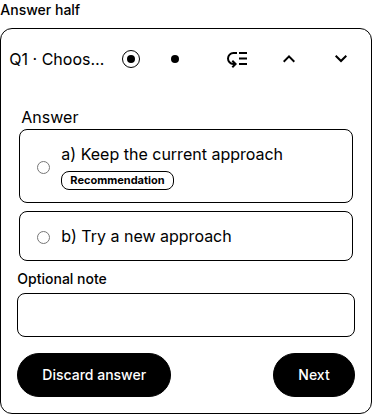 Answer half
Q1 · Choos...
Answer
a) Keep the current approach
Recommendation
b) Try a new approach
Optional note
Discard answer
Next